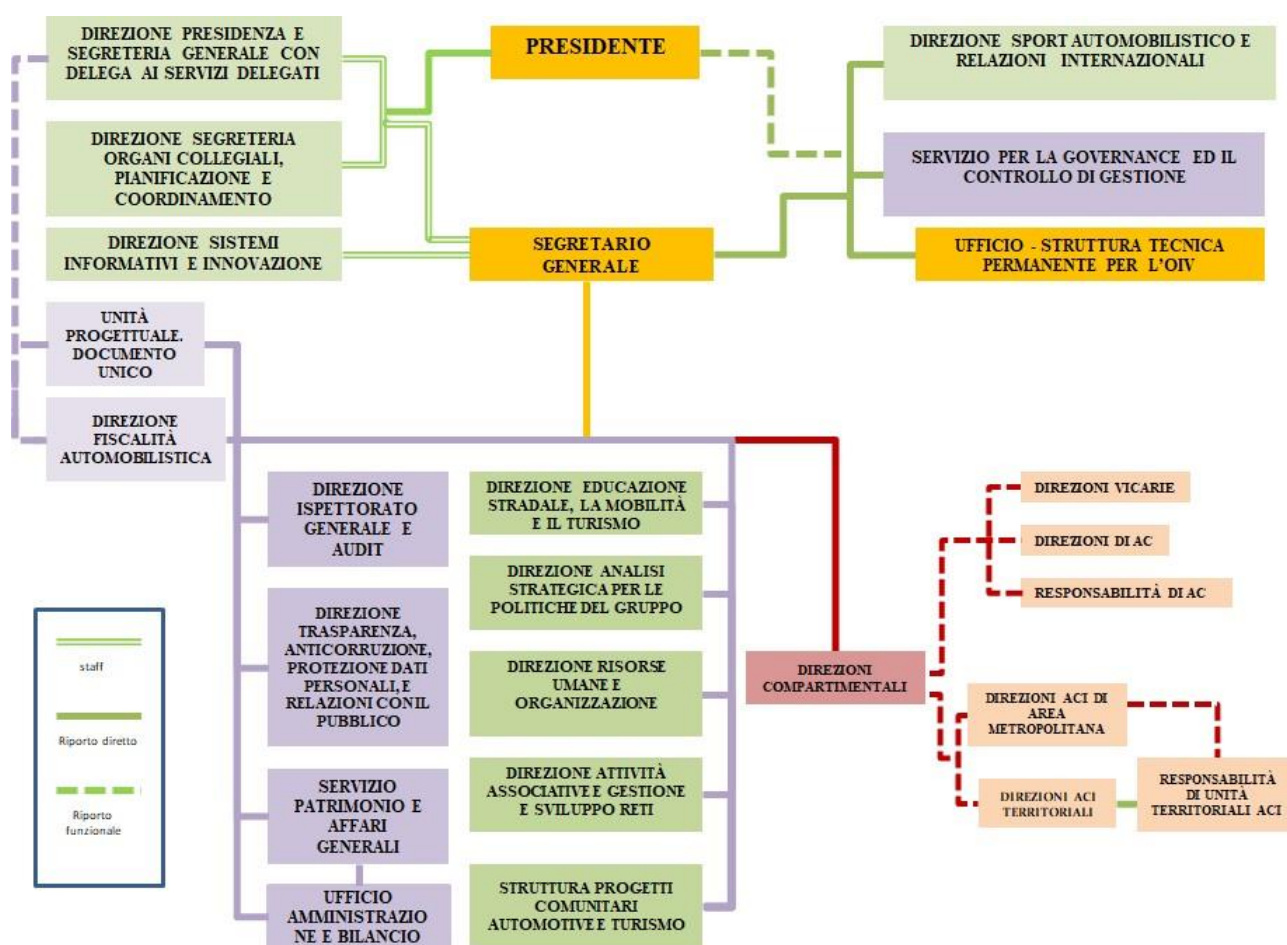 DIREZIONE PRESIDENZA E
SEGRETERIA GENERALE CON
DELEGA AI SERVIZI DELEGATI
PRESIDENTE
DIREZIONE SPORT AUTOMOBILISTICO E
RELAZIONI INTERNAZIONALI
DIREZIONE SEGRETERIA
ORGANI COLLEGIALI,
PIANIFICAZIONE E
COORDINAMENTO
SERVIZIO PER LA GOVERNANCE ED IL
CONTROLLO DI GESTIONE
DIREZIONE SISTEMI
INFORMATIVI E INNOVAZIONE
SEGRETARIO
GENERALE
UFFICIO - STRUTTURA TECNICA
PERMANENTE PER L'OIV
UNITÀ
PROGETTUALE.
DOCUMENTO
UNICO
DIREZIONE
FISCALITÀ
AUTOMOBILISTICA
DIREZIONE
ISPETTORATO
GENERALE E
AUDIT
DIREZIONE
TRASPARENZA,
ANTICORRUZIONE,
PROTEZIONE DATI
PERSONALI, E
RELAZIONI CON IL
PUBBLICO
SERVIZIO
PATRIMONIO E
AFFARI
GENERALI
UFFICIO
AMMINISTRAZIO
NE E BILANCIO
DIREZIONE EDUCAZIONE
STRADALE, LA MOBILITÀ
E IL TURISMO
DIREZIONE ANALISI
STRATEGICA PER LE
POLITICHE DEL GRUPPO
DIREZIONE RISORSE
UMANE E
ORGANIZZAZIONE
DIREZIONE ATTIVITÀ
ASSOCIATIVE E GESTIONE
E SVILUPPO RETI
STRUTTURA PROGETTI
COMUNITARI
AUTOMOTIVE E TURISMO
DIREZIONI
COMPARTIMENTALI
DIREZIONI VICARIE
DIREZIONI DI AC
RESPONSABILITÀ DI AC
DIREZIONI ACI DI
AREA
METROPOLITANA
DIREZIONI ACI
TERRITORIALI
RESPONSABILITÀ
DI UNITÀ
TERRITORIALI ACI
staff
Riporto diretto
Riporto
funzionale